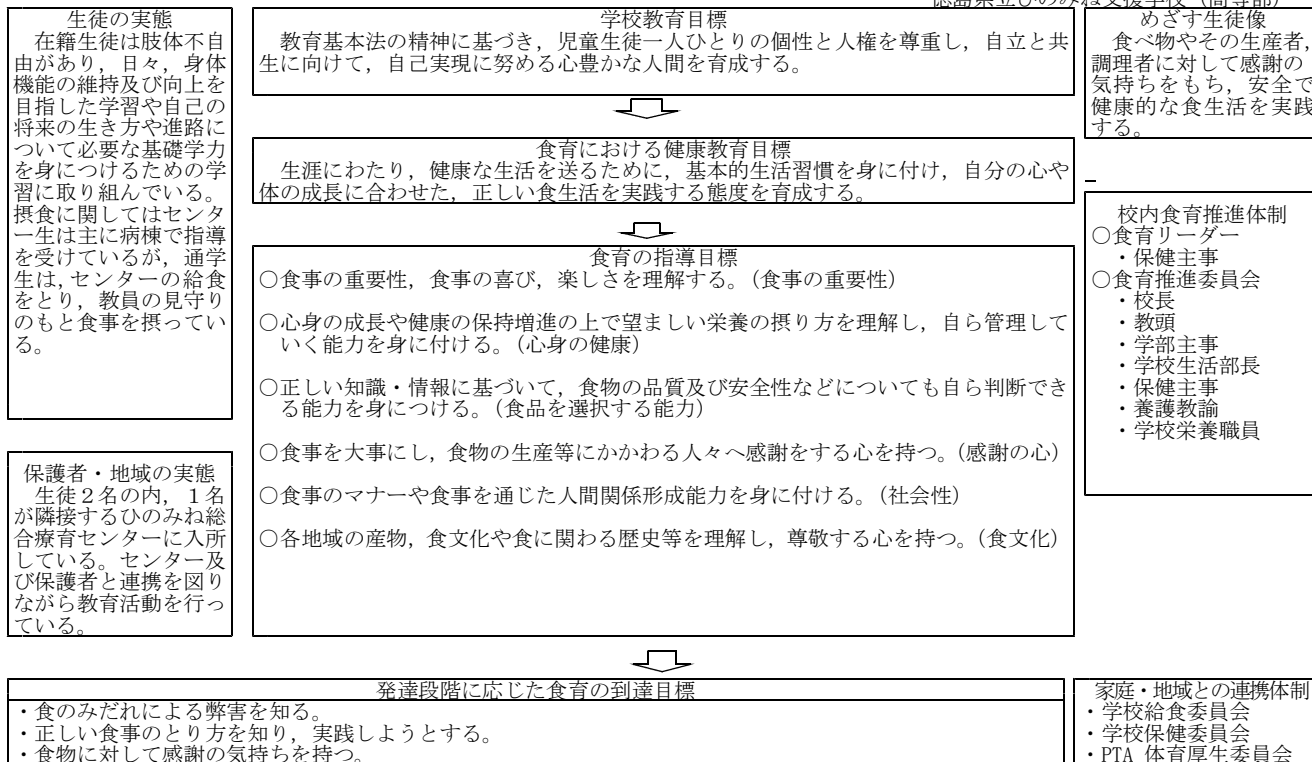 徳島県立ひのみね支援学校（高等部）
生徒の実態
在籍生徒は肢体不自
由があり，日々，身体
機能の維持及び向上を
目指した学習や自己の
将来の生き方や進路に
ついて必要な基礎学力
を身につけるための学
習に取り組んでいる。
摂食に関してはセンタ
ー生は主に病棟で指導
を受けているが，通学
生は，センターの給食
をとり，教員の見守り
のもと食事を摂ってい
る。
保護者・地域の実態
生徒２名の内，１名
が隣接するひのみね総
合療育センターに入所
している。センター及
び保護者と連携を図り
ながら教育活動を行っ
ている。
学校教育目標
教育基本法の精神に基づき，児童生徒一人ひとりの個性と人権を尊重し，自立と共
生に向けて，自己実現に努める心豊かな人間を育成する。
食育における健康教育目標
生涯にわたり，健康な生活を送るために，基本的生活習慣を身に付け，自分の心や
体の成長に合わせた，正しい食生活を実践する態度を育成する。
食育の指導目標
○食事の重要性，食事の喜び，楽しさを理解する。（食事の重要性）
○心身の成長や健康の保持増進の上で望ましい栄養の摂り方を理解し，自ら管理して
いく能力を身に付ける。（心身の健康）
○正しい知識・情報に基づいて，食物の品質及び安全性などについても自ら判断でき
る能力を身につける。（食品を選択する能力）
○食事を大事にし，食物の生産等にかかわる人々へ感謝をする心を持つ。（感謝の心）
○食事のマナーや食事を通じた人間関係形成能力を身に付ける。（社会性）
○各地域の産物，食文化や食に関わる歴史等を理解し，尊敬する心を持つ。（食文化）
めざす生徒像
食べ物やその生産者，
調理者に対して感謝の
気持ちをもち，安全で
健康的な食生活を実践
する。
校内食育推進体制
○食育リーダー
・保健主事
○食育推進委員会
・校長
・教頭
・学部主事
・学校生活部長
・保健主事
・養護教諭
・学校栄養職員
発達段階に応じた食育の到達目標
・食のみだれによる弊害を知る。
・正しい食事のとり方を知り，実践しようとする。
・食物に対して感謝の気持ちを持つ。
家庭・地域との連携体制
・学校給食委員会
・学校保健委員会
・PTA 体育厚生委員会